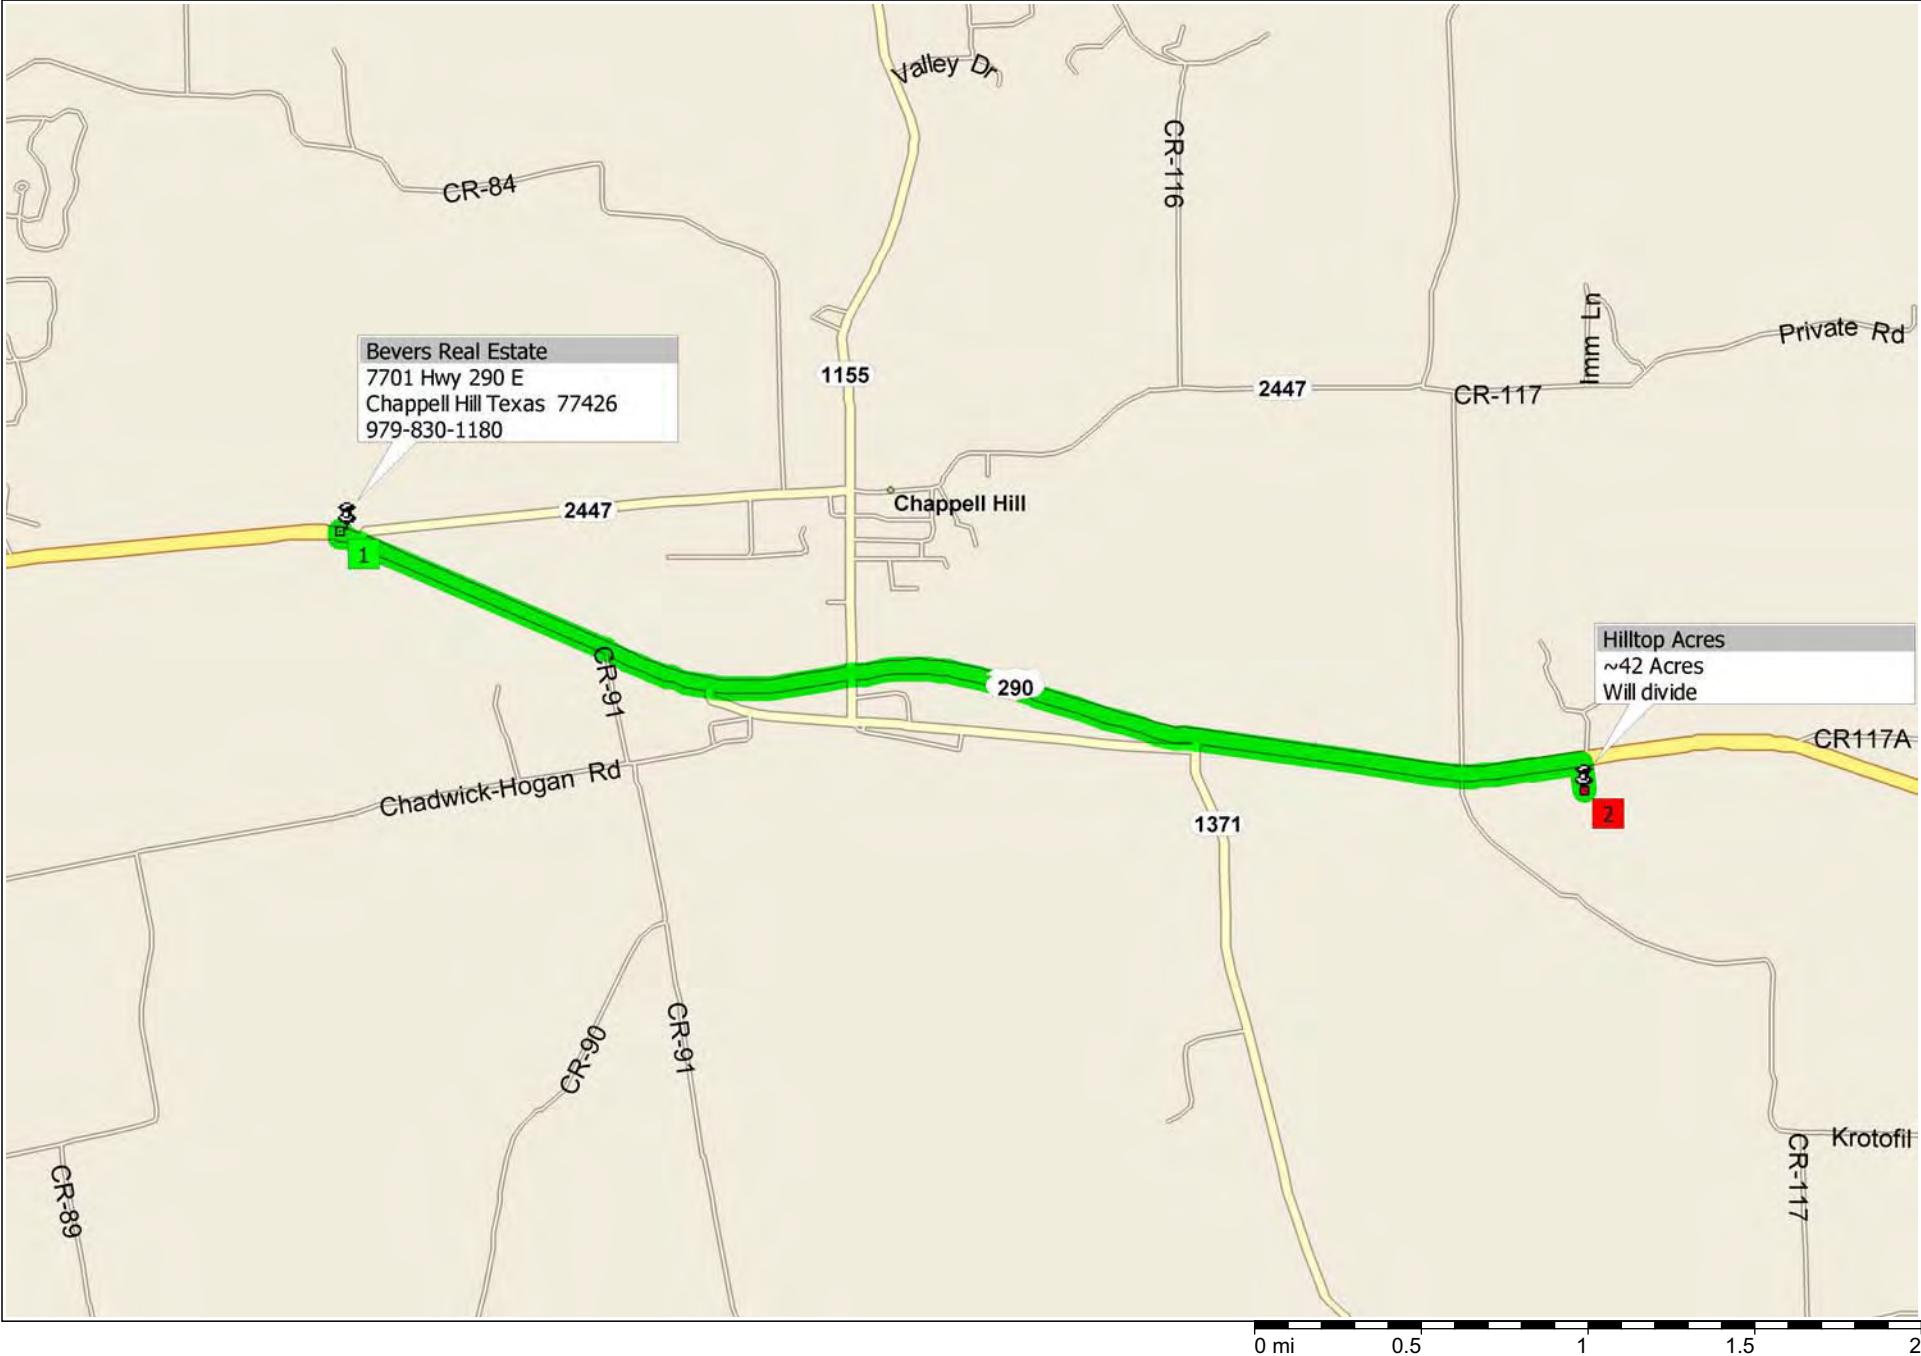 Valley Dr
CR-116
CR-84
Imm Ln
Private Rd
Bevers Real Estate
7701 Hwy 290 E
Chappell Hill Texas 77426
979-830-1180
1155
2447
CR-117
2447
Chappell Hill
1
CR-91
290
Hilltop Acres
~42 Acres
Will divide
CR117A
Chadwick-Hogan Rd
1371
2
CR-90
CR-91
CR-89
Krotofil
CR-117
0 mi 0.5 1 1.5 2